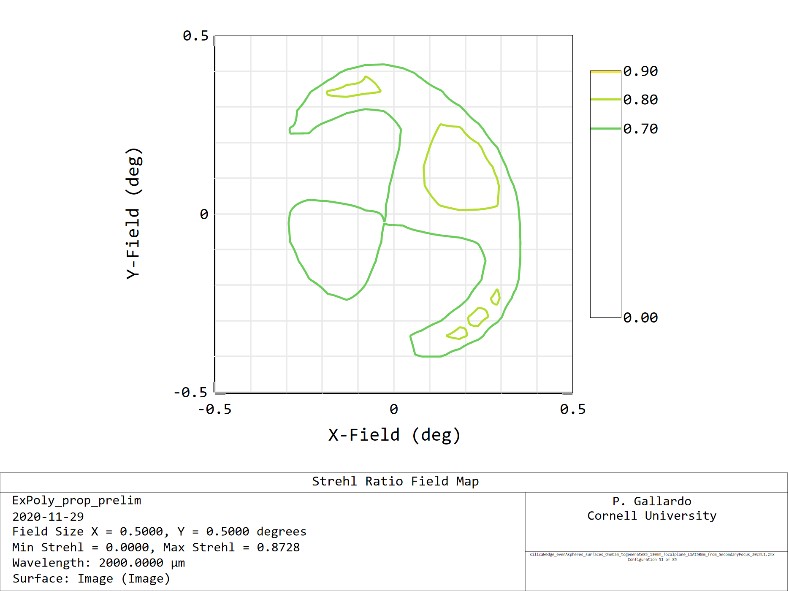 0.5
0
-0.5
-0.5
0
0.5
Y-Field (deg)
X-Field (deg)
0.90
0.80
0.70
0.00
Strehl Ratio Field Map
ExPoly_prop_prelim
2020-11-29
Field Size X = 0.5000, Y = 0.5000 degrees
Min Strehl = 0.0000, Max Strehl = 0.8728
Wavelength: 2000.0000 µm
Surface: Image (Image)
P. Gallardo
Cornell University